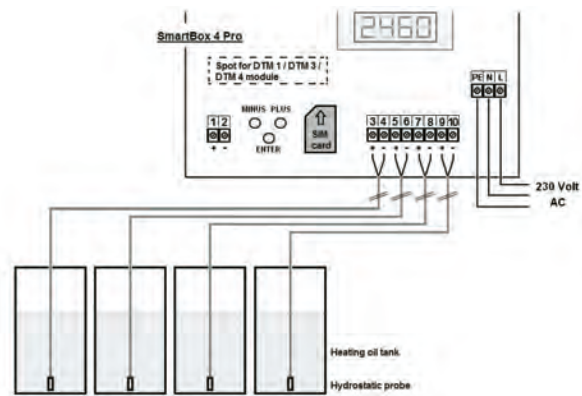 SmartBox 4 Pro
2460
Spot for DTM 1 / DTM 3 /
DTM 4 module
PE N L
MINUS PLUS
ENTER
SIM
card
1 2
+ -
3 4 5 6 7 8 9 10
+ - + - + - + -
230 Volt
AC
Heating oil tank
Hydrostatic probe